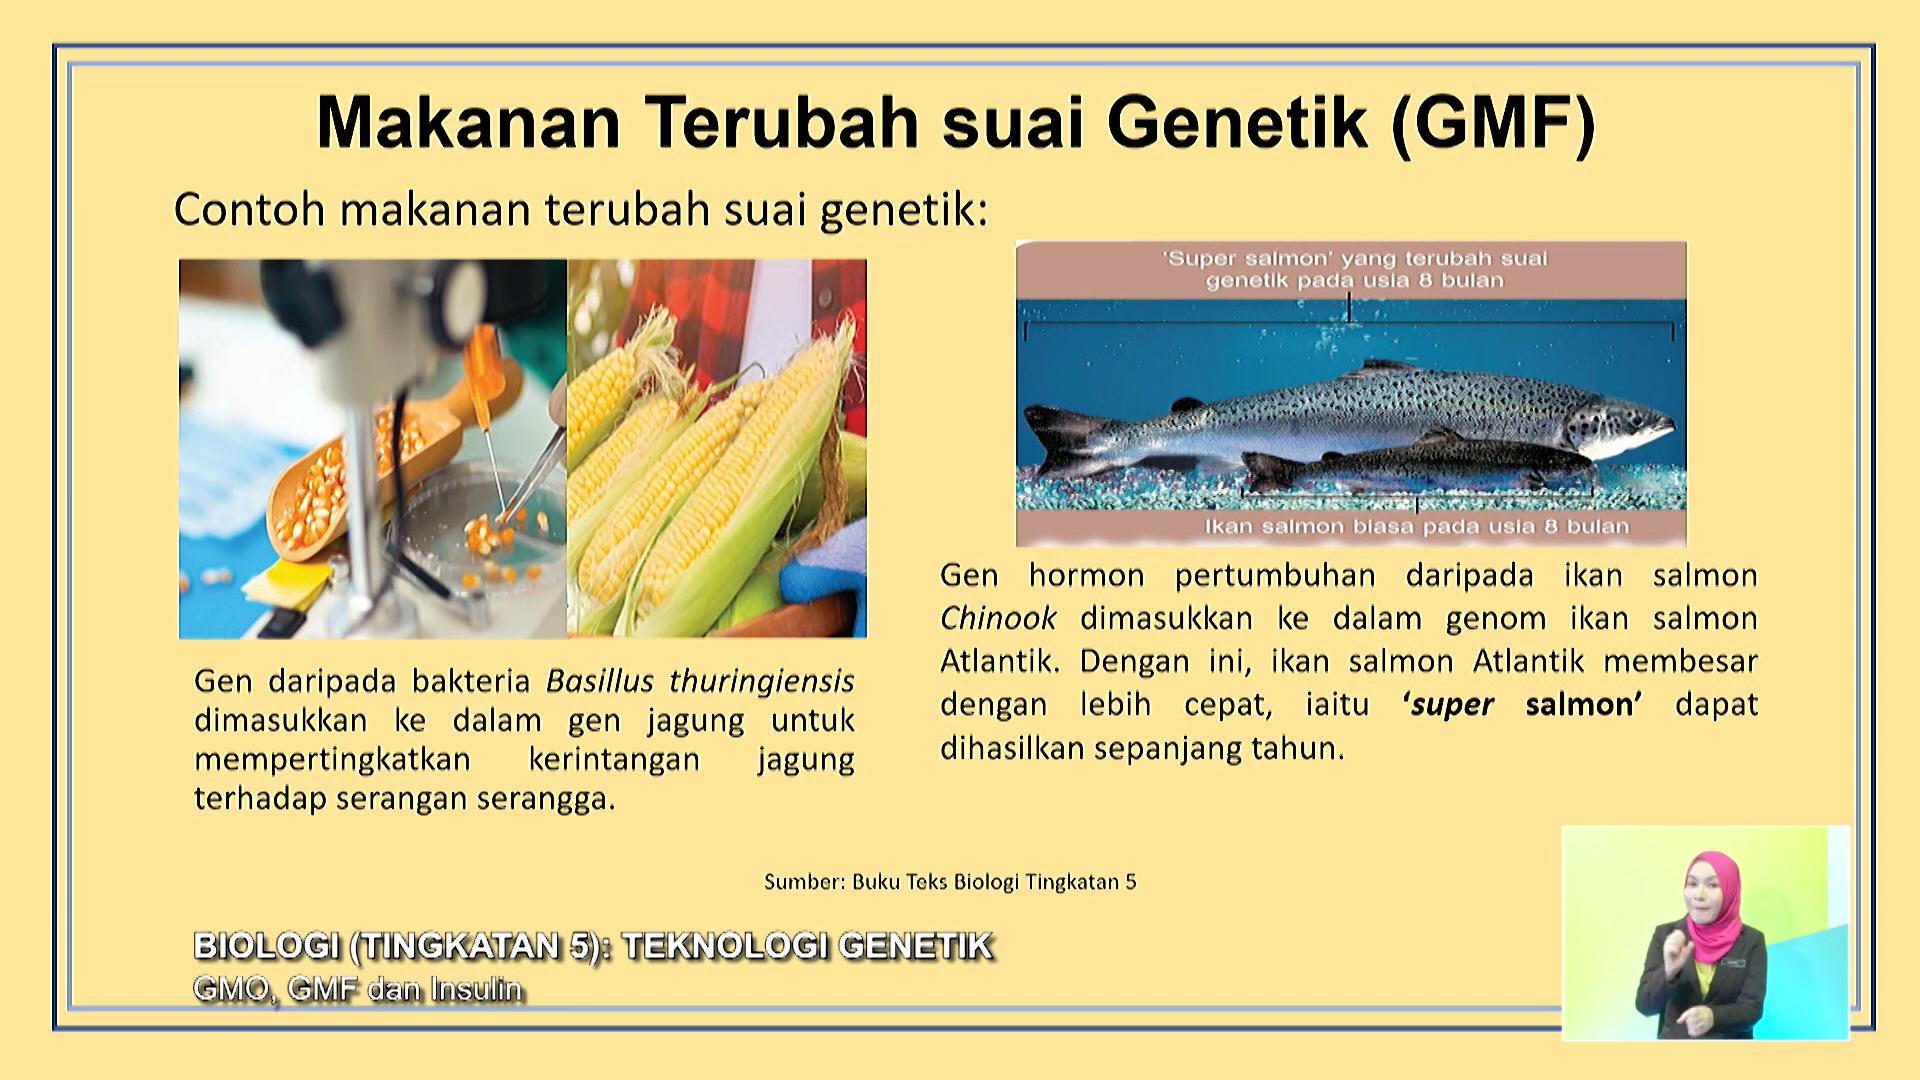 Makanan Terubah suai Genetik (GMF)
Contoh makanan terubah suai genetik:
'Super salmon' yang terubah suai
genetik pada usia 8 bulan
Ikan salmon biasa pada usia 8 bulan
Gen daripada bakteria Basillus thuringiensis
dimasukkan ke dalam gen jagung untuk
mempertingkatkan kerintangan jagung
terhadap serangan serangga.
Gen hormon pertumbuhan daripada ikan salmon
Chinook dimasukkan ke dalam genom ikan salmon
Atlantik. Dengan ini, ikan salmon Atlantik membesar
dengan lebih cepat, iaitu ‘super salmon’ dapat
dihasilkan sepanjang tahun.
Sumber: Buku Teks Biologi Tingkatan 5
BIOLOGI (TINGKATAN 5): TEKNOLOGI GENETIK
GMO, GMF dan Insulin